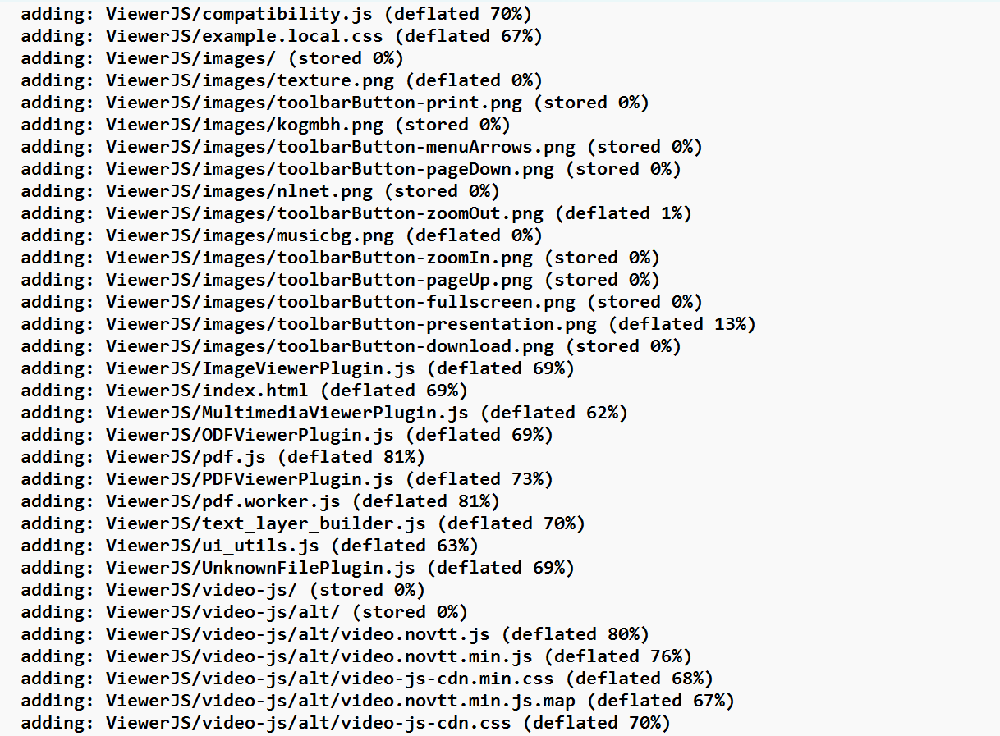 adding: ViewerJS/compatibility.js (deflated 70%)
adding: ViewerJS/example.local.css (deflated 67%)
adding: ViewerJS/images/ (stored 0%)
adding: ViewerJS/images/texture.png (deflated 0%)
adding: ViewerJS/images/toolbarButton-print.png (stored 0%)
adding: ViewerJS/images/kogmbh.png (stored 0%)
adding: ViewerJS/images/toolbarButton-menuArrows.png (stored 0%)
adding: ViewerJS/images/toolbarButton-pageDown.png (stored 0%)
adding: ViewerJS/images/nlnet.png (stored 0%)
adding: ViewerJS/images/toolbarButton-zoomOut.png (deflated 1%)
adding: ViewerJS/images/musicbg.png (deflated 0%)
adding: ViewerJS/images/toolbarButton-zoomIn.png (stored 0%)
adding: ViewerJS/images/toolbarButton-pageUp.png (stored 0%)
adding: ViewerJS/images/toolbarButton-fullscreen.png (stored 0%)
adding: ViewerJS/images/toolbarButton-presentation.png (deflated 13%)
adding: ViewerJS/images/toolbarButton-download.png (stored 0%)
adding: ViewerJS/ImageViewerPlugin.js (deflated 69%)
adding: ViewerJS/index.html (deflated 69%)
adding: ViewerJS/MultimediaViewerPlugin.js (deflated 62%)
adding: ViewerJS/ODFViewerPlugin.js (deflated 69%)
adding: ViewerJS/pdf.js (deflated 81%)
adding: ViewerJS/PDFViewerPlugin.js (deflated 73%)
adding: ViewerJS/pdf.worker.js (deflated 81%)
adding: ViewerJS/text_layer_builder.js (deflated 70%)
adding: ViewerJS/ui_utils.js (deflated 63%)
adding: ViewerJS/UnknownFilePlugin.js (deflated 69%)
adding: ViewerJS/video-js/ (stored 0%)
adding: ViewerJS/video-js/alt/ (stored 0%)
adding: ViewerJS/video-js/alt/video.novtt.js (deflated 80%)
adding: ViewerJS/video-js/alt/video.novtt.min.js (deflated 76%)
adding: ViewerJS/video-js/alt/video-js-cdn.min.css (deflated 68%)
adding: ViewerJS/video-js/alt/video.novtt.min.js.map (deflated 67%)
adding: ViewerJS/video-js/alt/video-js-cdn.css (deflated 70%)